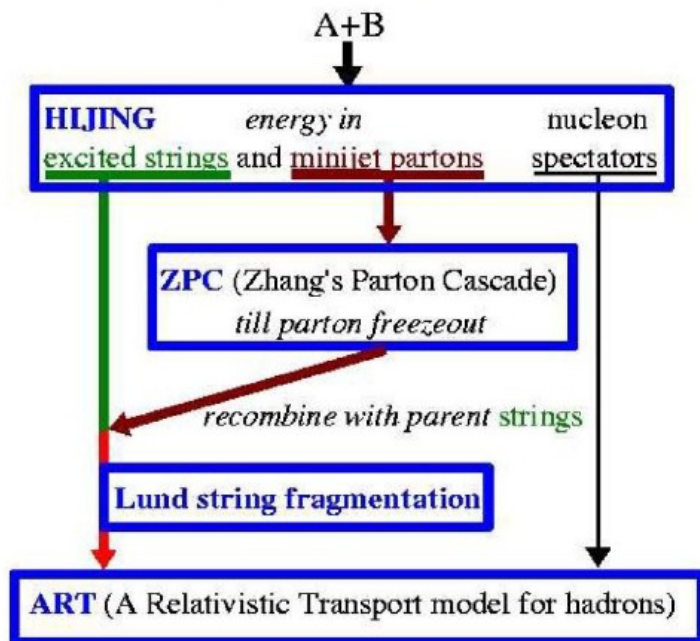 A+B
HIJING energy in nucleon
excited strings and minijet partons spectators
ZPC (Zhang's Parton Cascade)
till parton freezeout
recombine with parent strings
Lund string fragmentation
ART (A Relativistic Transport model for hadrons)